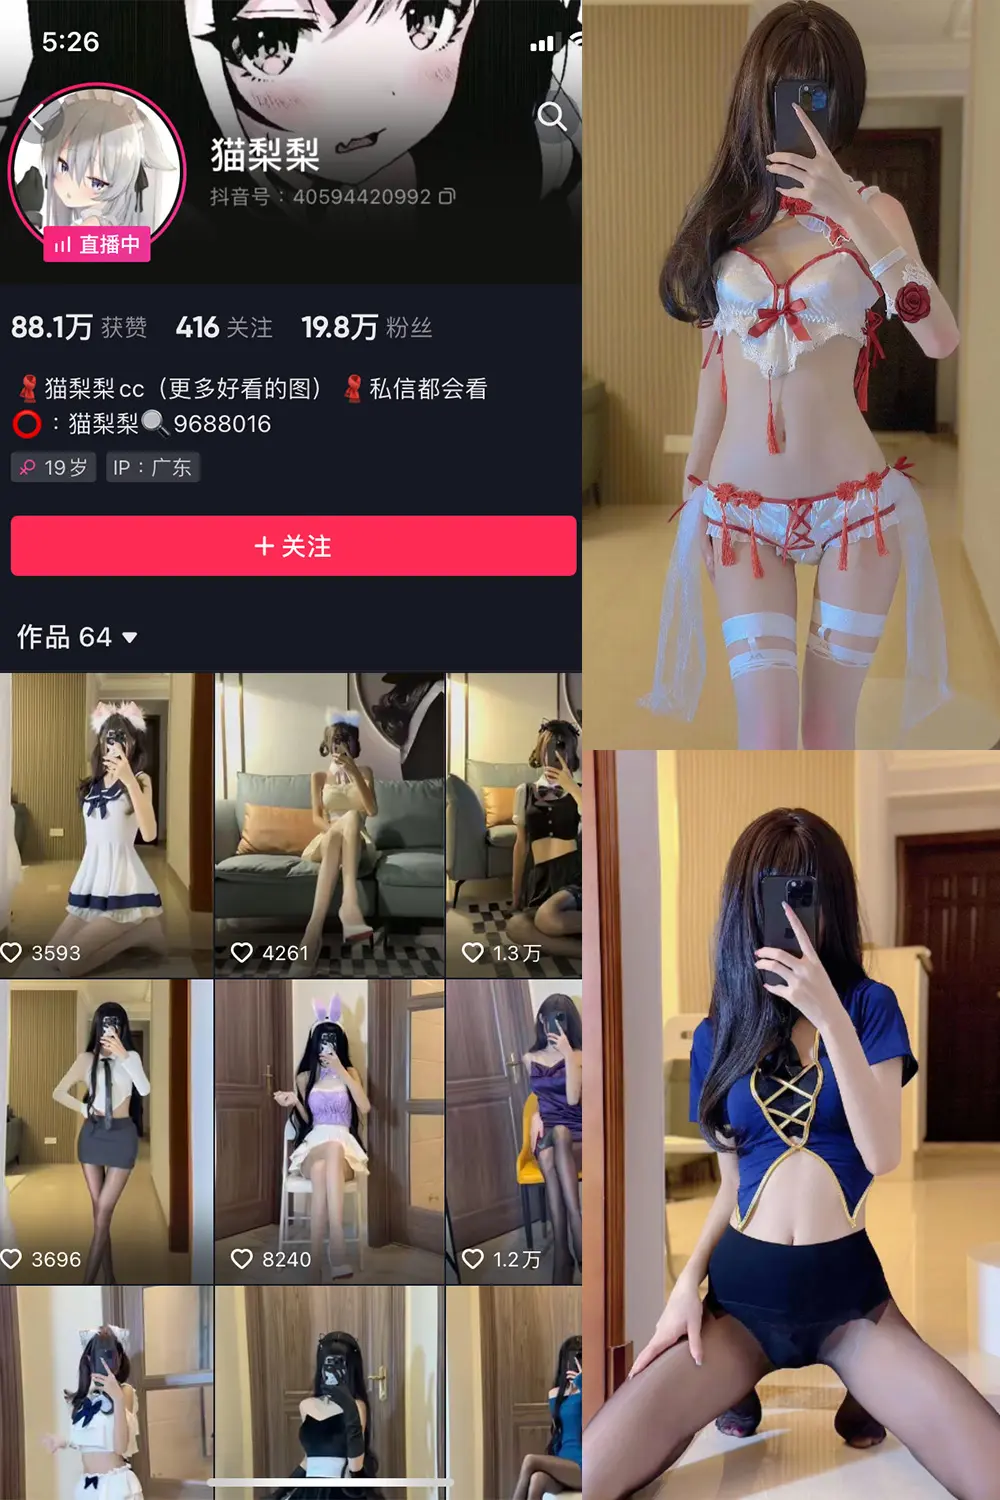 5:26
猫梨梨
抖音号：40594420992
直播中
88.1万 获赞 416 关注 19.8万 粉丝
猫梨梨cc（更多好看的图） 私信都会看
⭕：猫梨梨🔍9688016
♀ 19岁 IP：广东
+ 关注
作品 64
3593 4261 1.3万
3696 8240 1.2万